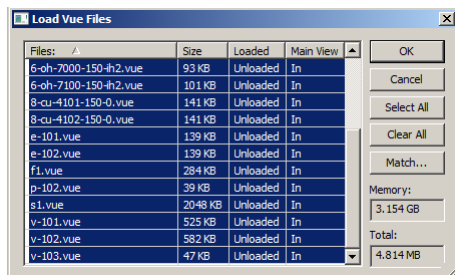 Load Vue Files
Files: Size Loaded Main View
6-oh-7000-150-ih2.vue 93 KB Unloaded In
6-oh-7100-150-ih2.vue 101 KB Unloaded In
8-cu-4101-150-0.vue 141 KB Unloaded In
8-cu-4102-150-0.vue 141 KB Unloaded In
e-101.vue 139 KB Unloaded In
e-102.vue 139 KB Unloaded In
f1.vue 284 KB Unloaded In
p-102.vue 39 KB Unloaded In
s1.vue 2048 KB Unloaded In
v-101.vue 525 KB Unloaded In
v-102.vue 582 KB Unloaded In
v-103.vue 47 KB Unloaded In
OK
Cancel
Select All
Clear All
Match...
Memory:
3.154 GB
Total:
4.814 MB